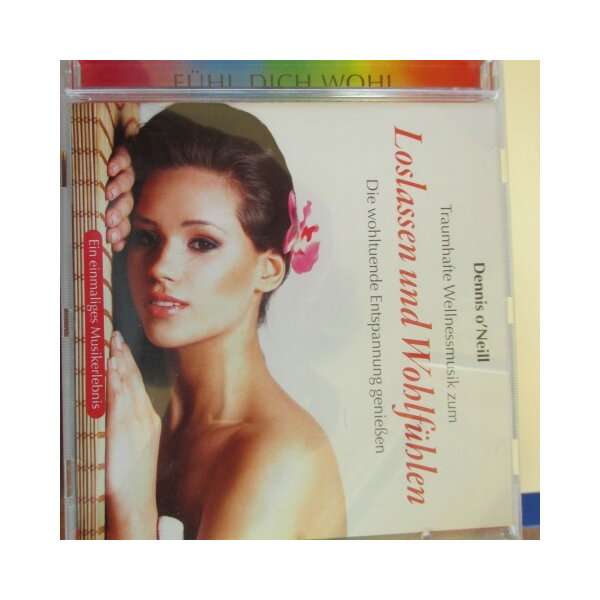 FÜHL DICH WOHL
Dennis o'Neill
Traumhafte Wellnessmusik zum
Loslassen und Wohlfühlen
Die wohltuende Entspannung genießen
Ein einmaliges Musikerlebnis